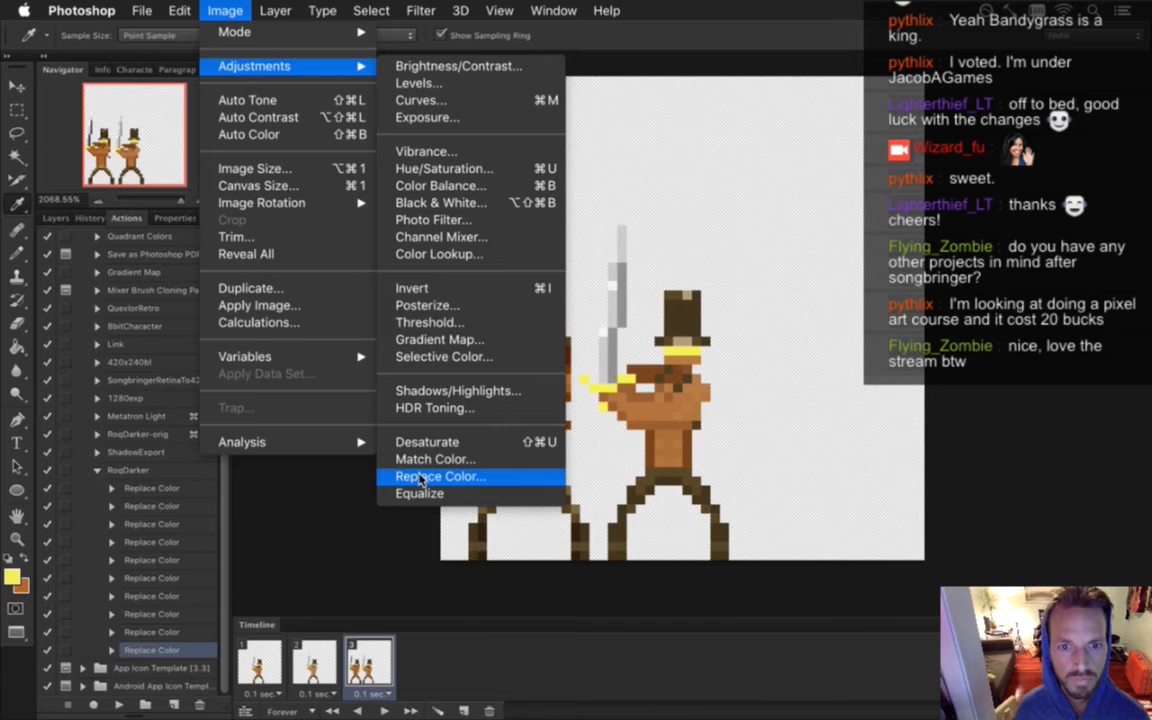 Photoshop File Edit Image Layer Type Select Filter 3D View Window Help
Sample Size: Point Sample
Show Sampling Ring
Navigator Info Characte Paragrap
2068.55%
Layers History Actions Properties
Quadrant Colors
Save as Photoshop PDF
Gradient Map
Mixer Brush Cloning Pa
QuexlorRetro
8bitCharacter
Link
420x240bl
SongbringerRetinaTo42
1280exp
Metatron Light
RoqDarker-orig
ShadowExport
RoqDarker
Replace Color
Replace Color
Replace Color
Replace Color
Replace Color
Replace Color
Replace Color
Replace Color
Replace Color
Replace Color
App Icon Template [3.3]
Android App Icon Templ...
Mode
Adjustments
Auto Tone ⇧⌘L
Auto Contrast ⌥⇧⌘L
Auto Color ⇧⌘B
Image Size... ⌥⌘1
Canvas Size... ⌘1
Image Rotation
Crop
Trim...
Reveal All
Duplicate...
Apply Image...
Calculations...
Variables
Apply Data Set...
Trap...
Analysis
Brightness/Contrast...
Levels...
Curves... ⌘M
Exposure...
Vibrance...
Hue/Saturation... ⌘U
Color Balance... ⌘B
Black & White... ⌥⇧⌘B
Photo Filter...
Channel Mixer...
Color Lookup...
Invert ⌘I
Posterize...
Threshold...
Gradient Map...
Selective Color...
Shadows/Highlights...
HDR Toning...
Desaturate ⇧⌘U
Match Color...
Replace Color...
Equalize
pythlix : Yeah Bandygrass is a
king.
pythlix : I voted. I'm under
JacobAGames
Lighterthief_LT : off to bed, good
luck with the changes
Wizard_fu :
pythlix : sweet.
Lighterthief_LT : thanks
cheers!
Flying_Zombie : do you have any
other projects in mind after
songbringer?
pythlix : I'm looking at doing a pixel
art course and it cost 20 bucks
Flying_Zombie : nice, love the
stream btw
Timeline
1 2 3
0.1 sec. 0.1 sec. 0.1 sec.
Forever